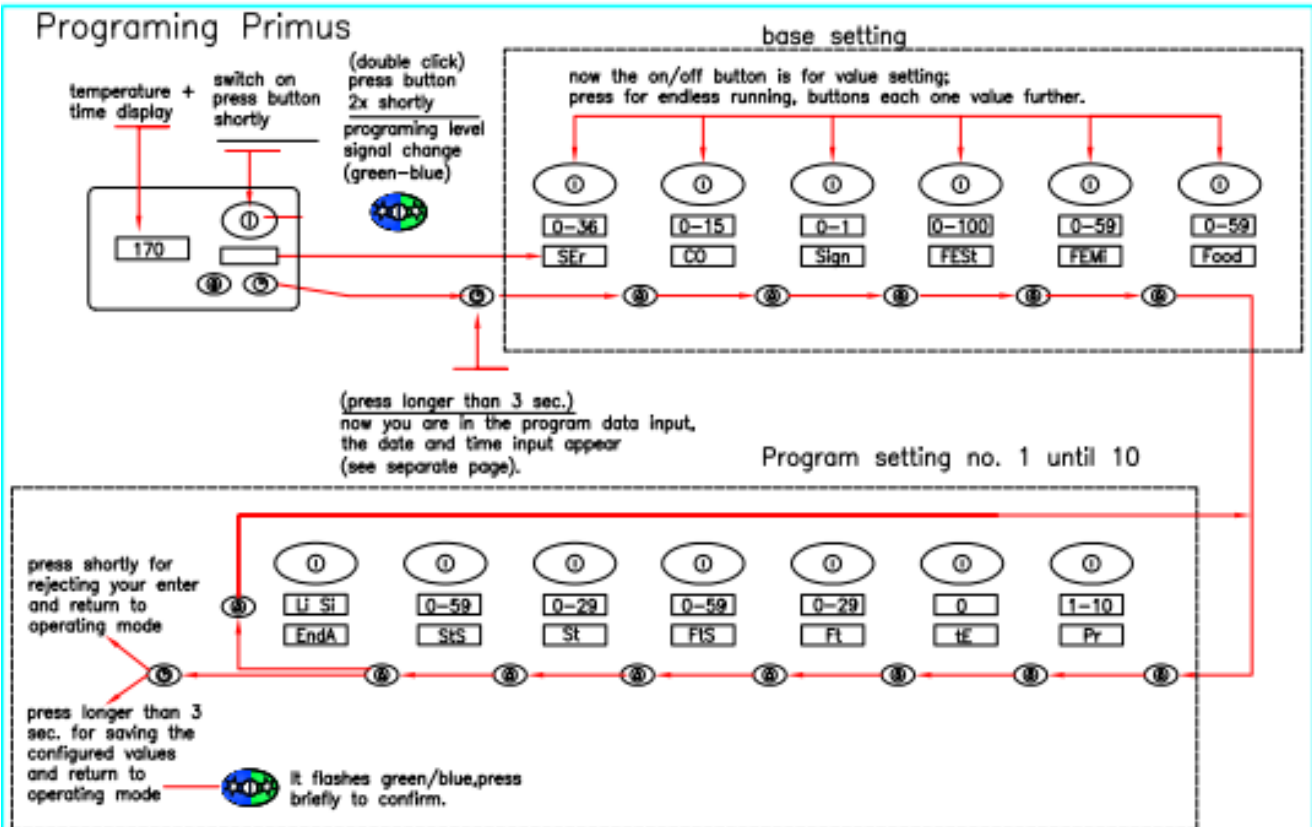 Programing Primus
temperature +
time display
switch on
press button
shortly
(double click)
press button
2x shortly
programing level
signal change
(green-blue)
170
base setting
now the on/off button is for value setting;
press for endless running, buttons each one value further.
0-36 0-15 0-1 0-100 0-59 0-59
SEr CO Sign FESt FEMi Food
(press longer than 3 sec.)
now you are in the program data input,
the date and time input appear
(see separate page).
Program setting no. 1 until 10
press shortly for
rejecting your enter
and return to
operating mode
Li Si 0-59 0-29 0-59 0-29 0 1-10
EndA StS St FtS Ft tE Pr
press longer than 3
sec. for saving the
configured values
and return to
operating mode
It flashes green/blue,press
briefly to confirm.